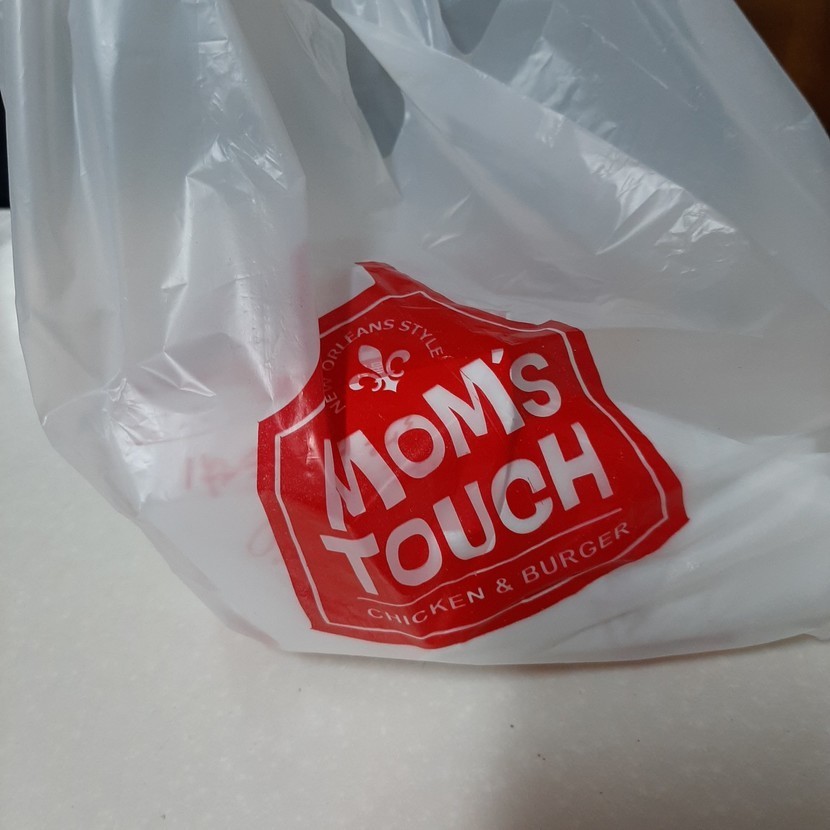 NEW ORLEANS STYLE
MOM'S
TOUCH
CHICKEN & BURGER